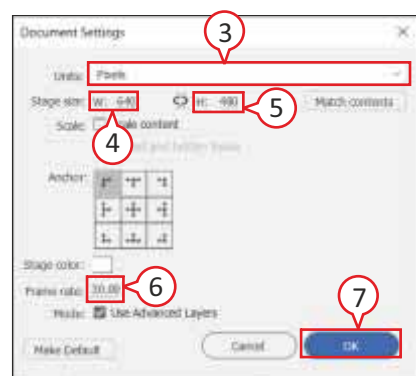 Document Settings
3
Units: Pixels
Stage size: W: 640 H: 480 Match contents
4
5
Scale: content
Anchor:
Stage color:
Frame rate: 30.00
6
7
Mode: Use Advanced Layers
Make Default Cancel OK